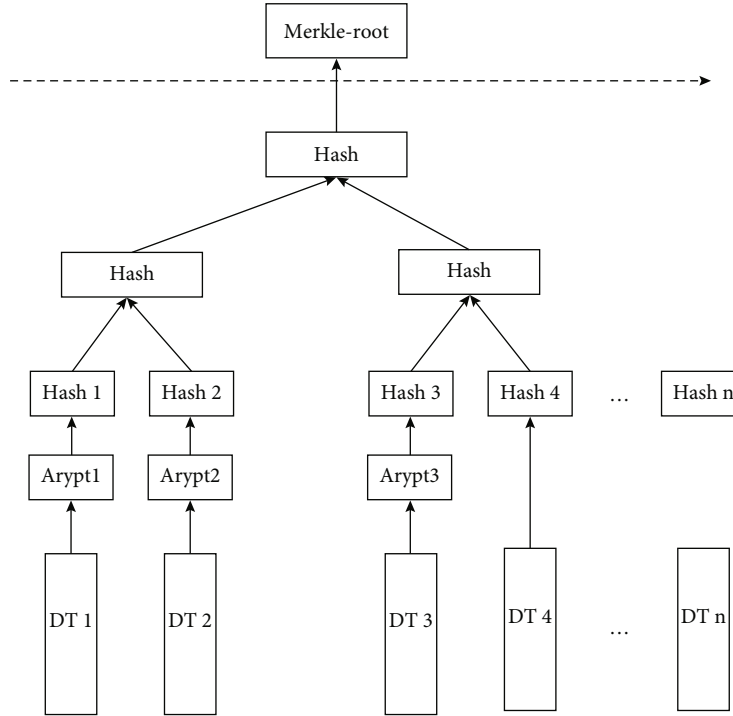 Merkle-root
Hash
Hash Hash
Hash 1 Hash 2 Hash 3 Hash 4 ... Hash n
Arypt1 Arypt2 Arypt3
DT 1 DT 2 DT 3 DT 4 ... DT n